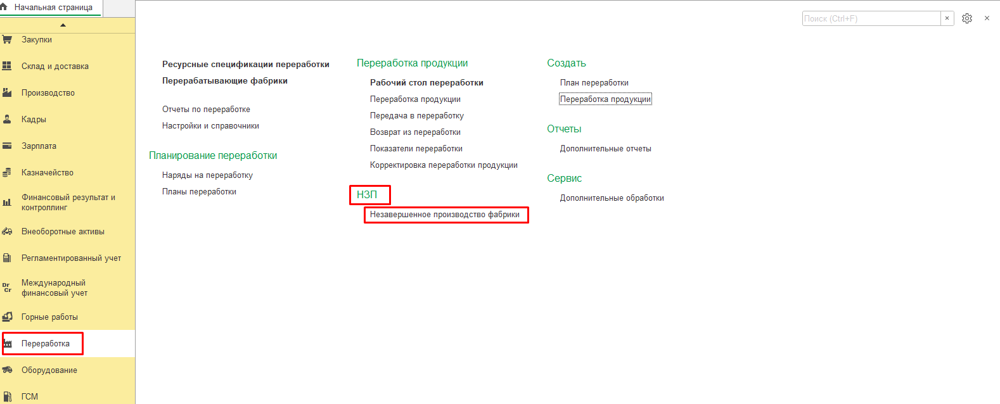 Начальная страница
Поиск (Ctrl+F)
Закупки
Склад и доставка
Производство
Кадры
Зарплата
Казначейство
Финансовый результат и
контроллинг
Внеоборотные активы
Регламентированный учет
Dr
Cr
Международный
финансовый учет
Горные работы
Переработка
Оборудование
ГСМ
Ресурсные спецификации переработки
Перерабатывающие фабрики
Отчеты по переработке
Настройки и справочники
Планирование переработки
Наряды на переработку
Планы переработки
Переработка продукции
Рабочий стол переработки
Переработка продукции
Передача в переработку
Возврат из переработки
Показатели переработки
Корректировка переработки продукции
НЗП
Незавершенное производство фабрики
Создать
План переработки
Переработка продукции
Отчеты
Дополнительные отчеты
Сервис
Дополнительные обработки